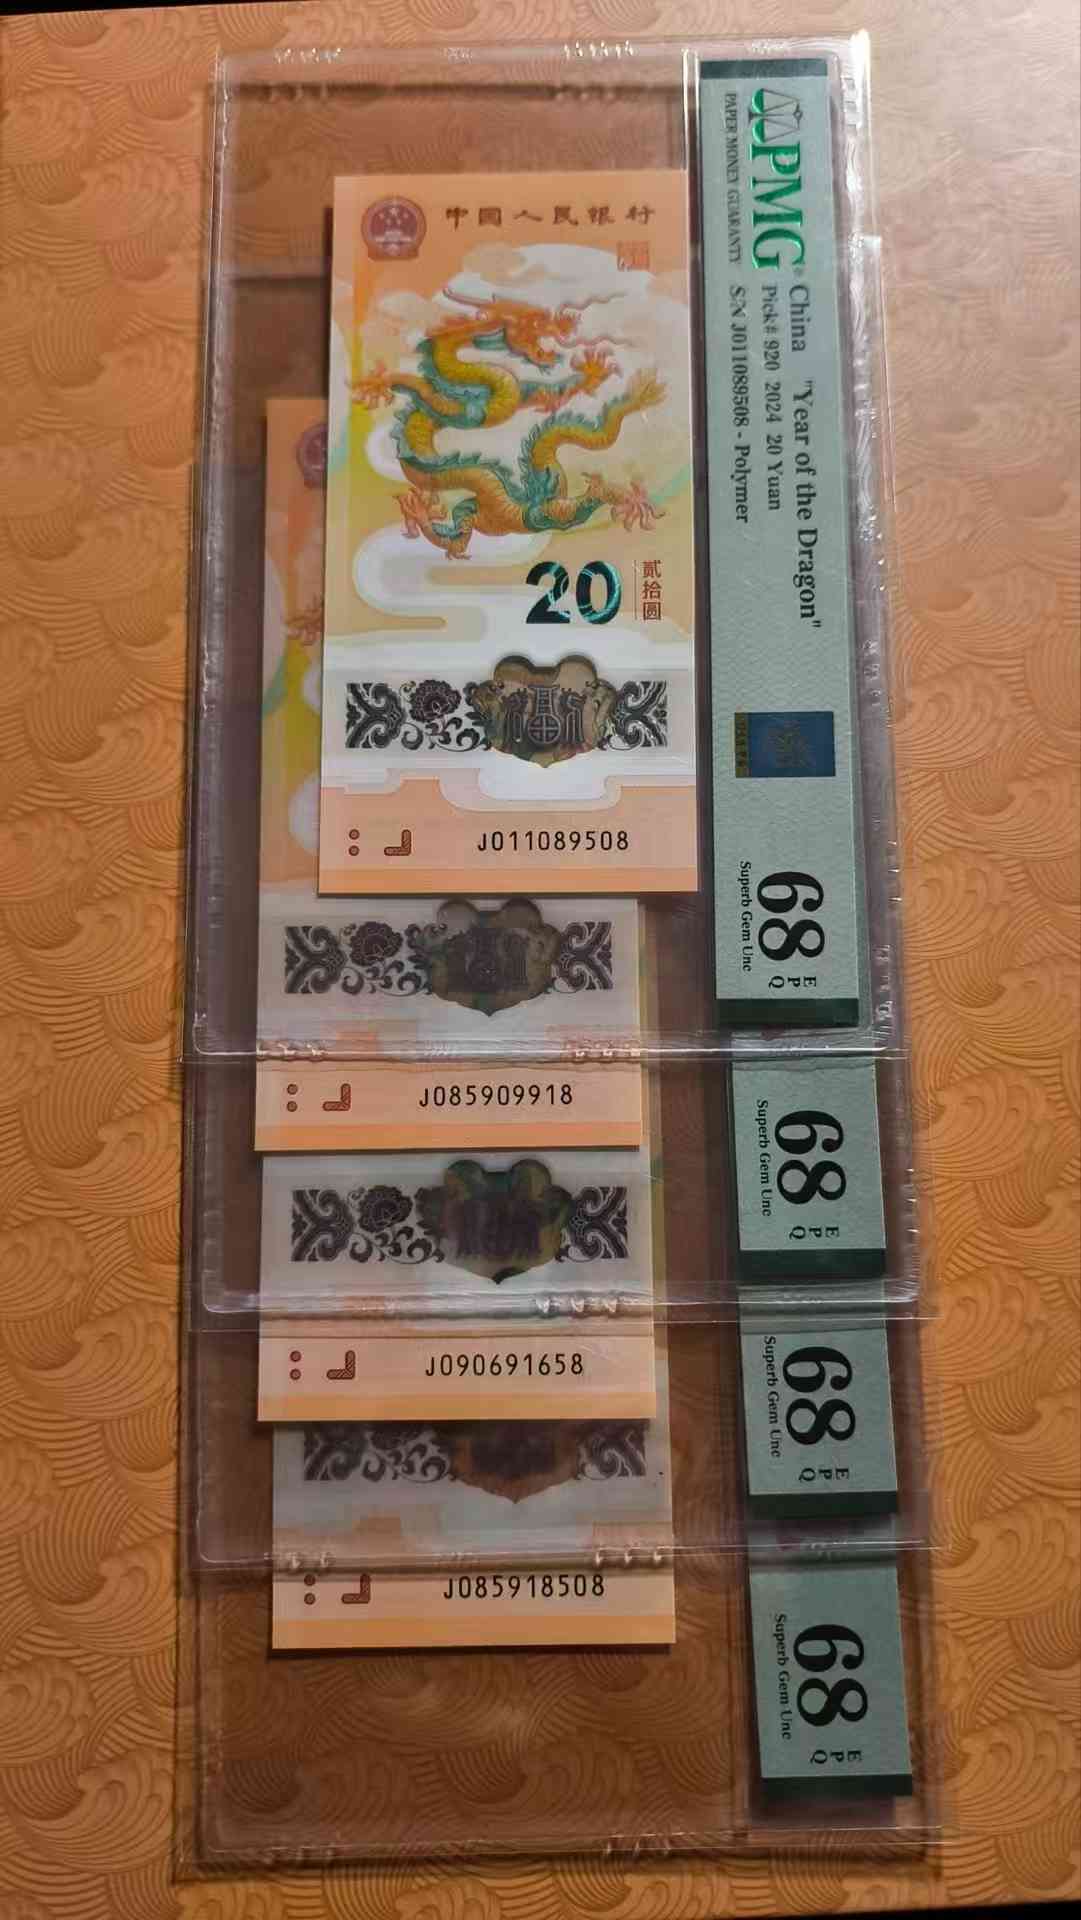 中国人民银行
20
贰拾圆
J011089508
PMG
PAPER MONEY GUARANTY
China "Year of the Dragon"
Pick# 920 2024 20 Yuan
S/N J011089508 - Polymer
68 EPQ
Superb Gem Unc
J085909918
68 EPQ
Superb Gem Unc
J090691658
68 EPQ
Superb Gem Unc
J085918508
68 EPQ
Superb Gem Unc